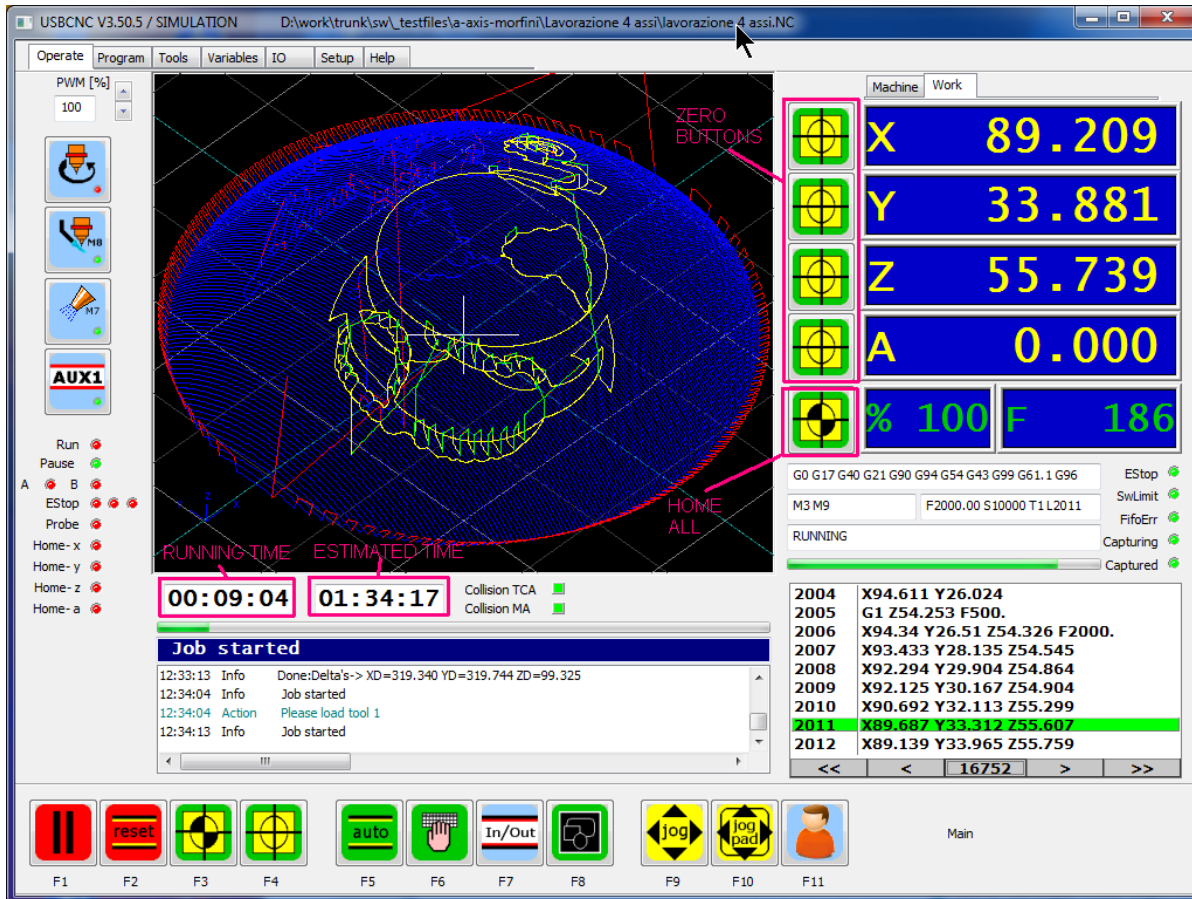 USBCNC V3.50.5 / SIMULATION D:\work\trunk\sw\_testfiles\a-axis-morfini\Lavorazione 4 assi\lavorazione 4 assi.NC
Operate Program Tools Variables IO Setup Help
PWM [%]
100
M8
M7
AUX1
Run
Pause
A B
EStop
Probe
Home-x
Home-y
Home-z
Home-a
ZERO
BUTTONS
HOME
ALL
RUNNING TIME ESTIMATED TIME
00:09:04 01:34:17
Collision TCA
Collision MA
Job started
12:33:13 Info Done:Delta's-> XD=319.340 YD=319.744 ZD=99.325
12:34:04 Info Job started
12:34:04 Action Please load tool 1
12:34:13 Info Job started
Machine Work
X 89.209
Y 33.881
Z 55.739
A 0.000
% 100 F 186
G0 G17 G40 G21 G90 G94 G54 G43 G99 G61.1 G96
M3 M9 F2000.00 S10000 T1 L2011
RUNNING
EStop
SwLimit
FifoErr
Capturing
Captured
2004 X94.611 Y26.024
2005 G1 Z54.253 F500.
2006 X94.34 Y26.51 Z54.326 F2000.
2007 X93.433 Y28.135 Z54.545
2008 X92.294 Y29.904 Z54.864
2009 X92.125 Y30.167 Z54.904
2010 X90.692 Y32.113 Z55.299
2011 X89.687 Y33.312 Z55.607
2012 X89.139 Y33.965 Z55.759
<< < 16752 > >>
reset auto In/Out jog jog pad
Main
F1 F2 F3 F4 F5 F6 F7 F8 F9 F10 F11